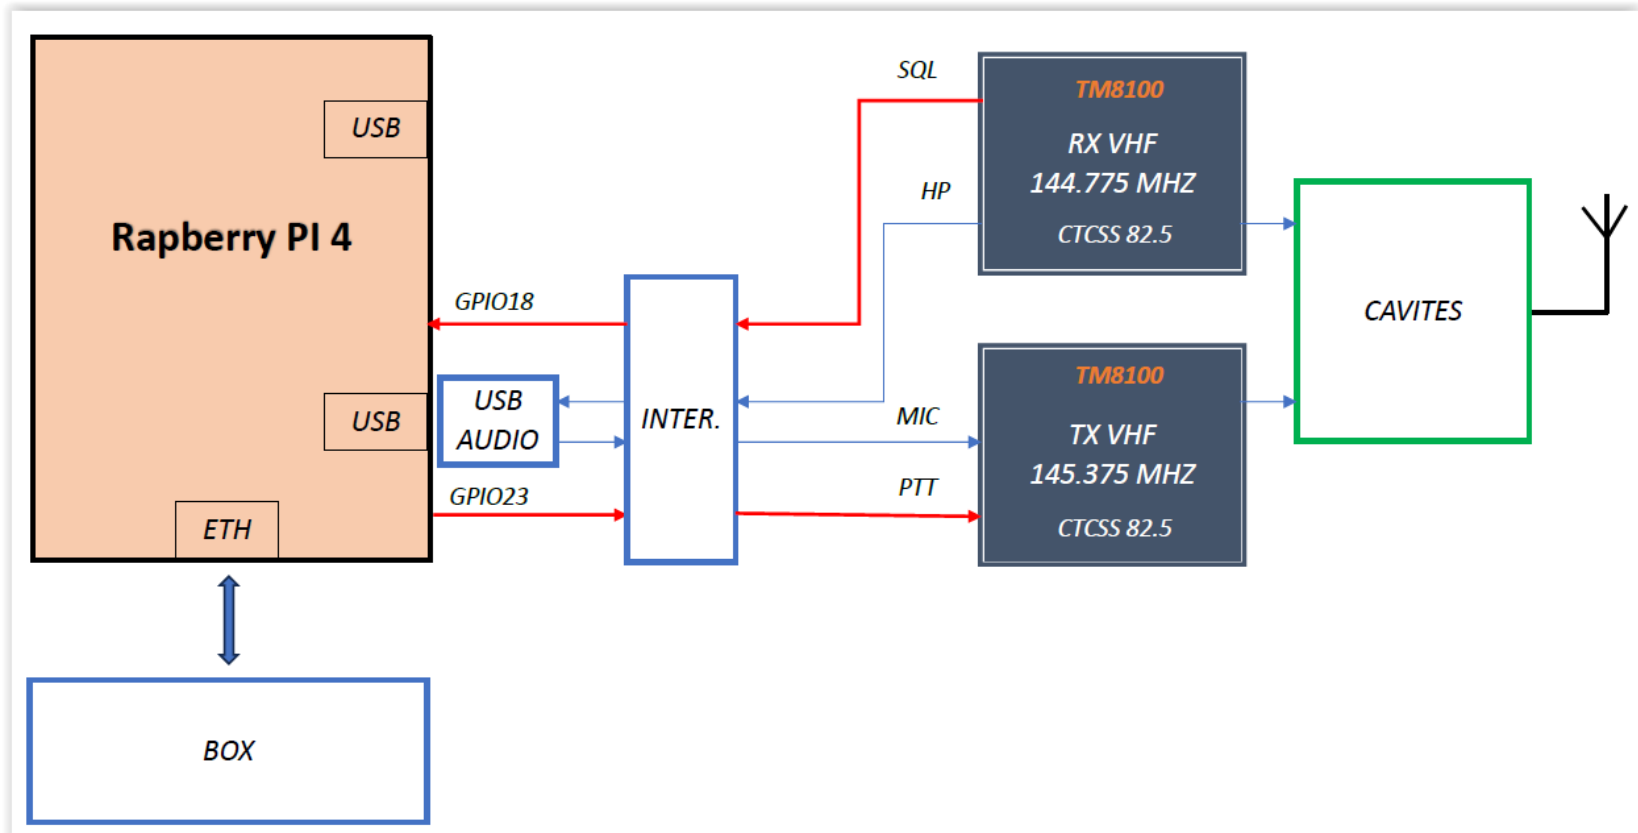 USB
Rapberry PI 4
USB
ETH
BOX
GPIO18
USB
AUDIO
GPIO23
INTER.
SQL
HP
MIC
PTT
TM8100
RX VHF
144.775 MHZ
CTCSS 82.5
TM8100
TX VHF
145.375 MHZ
CTCSS 82.5
CAVITES